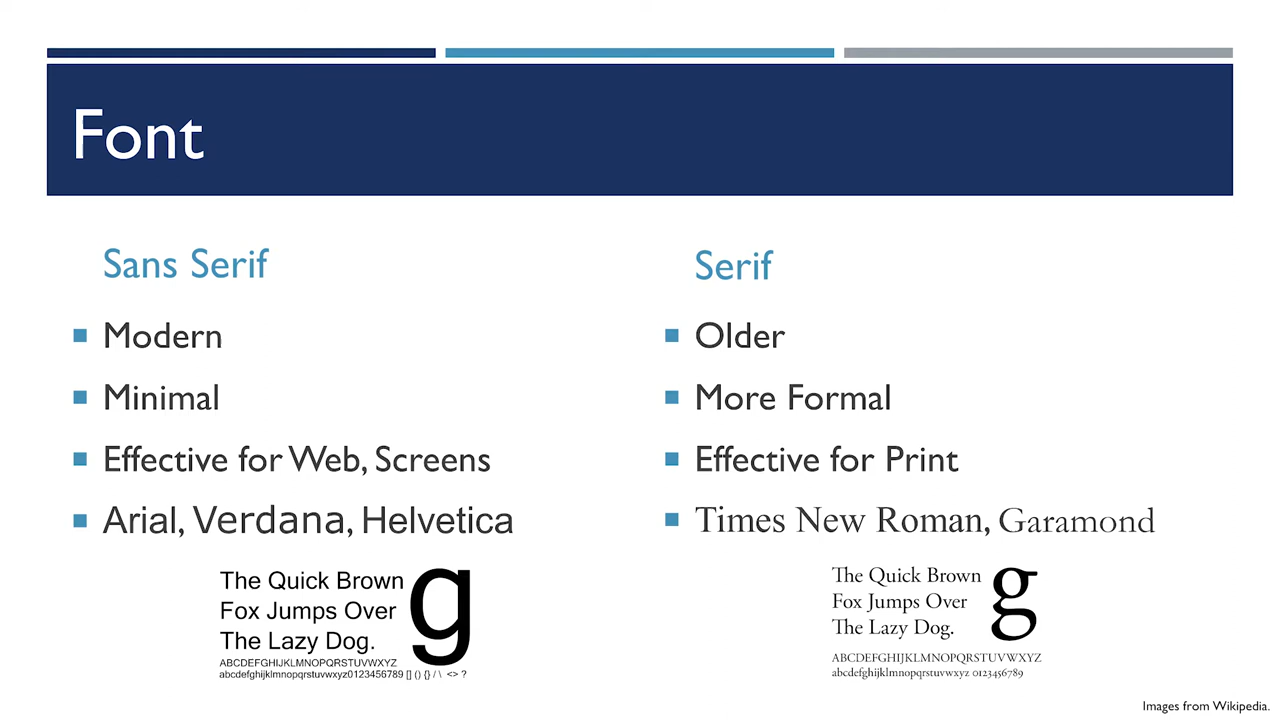 Font
Sans Serif
Modern
Minimal
Effective for Web, Screens
Arial, Verdana, Helvetica
The Quick Brown
Fox Jumps Over
The Lazy Dog.
g
ABCDEFGHIJKLMNOPQRSTUVWXYZ
abcdefghijklmnopqrstuvwxyz0123456789 [] () {} / \ <> ?
Serif
Older
More Formal
Effective for Print
Times New Roman, Garamond
The Quick Brown
Fox Jumps Over
The Lazy Dog.
g
ABCDEFGHIJKLMNOPQRSTUVWXYZ
abcdefghijklmnopqrstuvwxyz 0123456789
Images from Wikipedia.